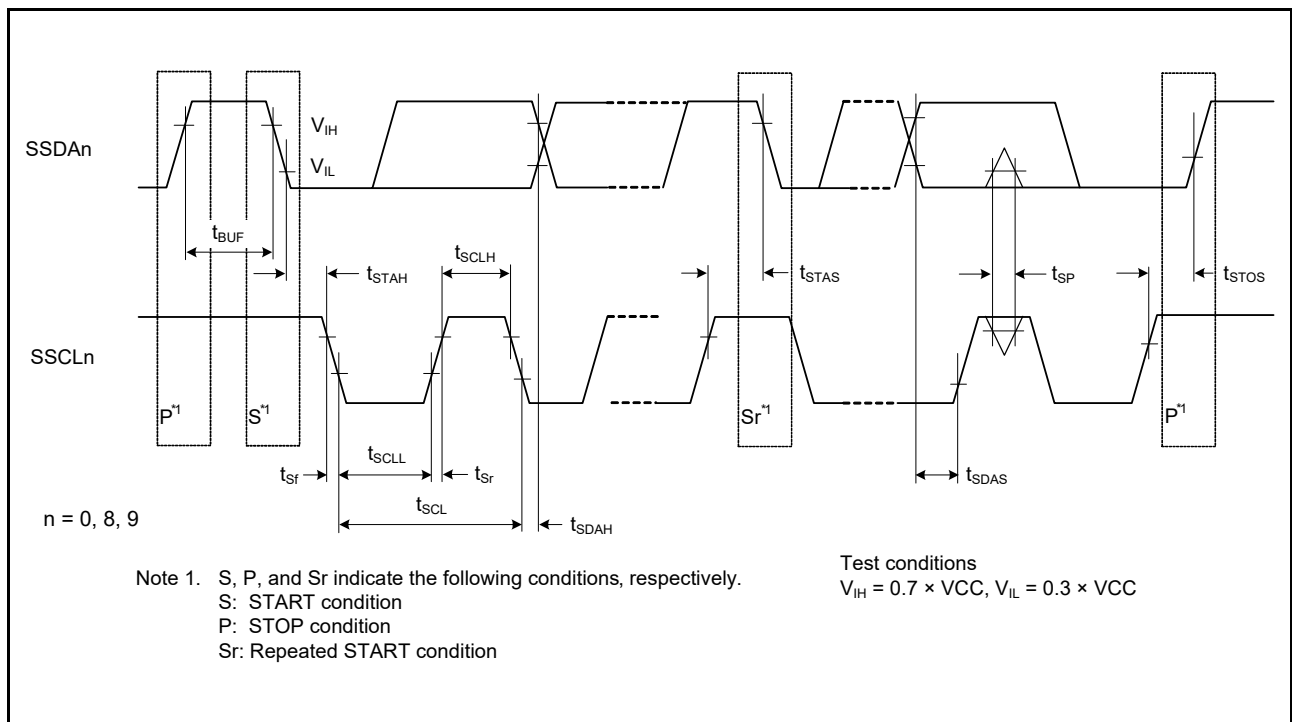 SSDAn
VIH
VIL
tBUF
tSTAH
tSCLH
tSTAS
tSP
tSTOS
SSCLn
P*1
S*1
Sr*1
P*1
tSf
tSCLL
tSr
tSDAS
tSCL
tSDAH
n = 0, 8, 9
Note 1. S, P, and Sr indicate the following conditions, respectively.
S: START condition
P: STOP condition
Sr: Repeated START condition
Test conditions
VIH = 0.7 × VCC, VIL = 0.3 × VCC